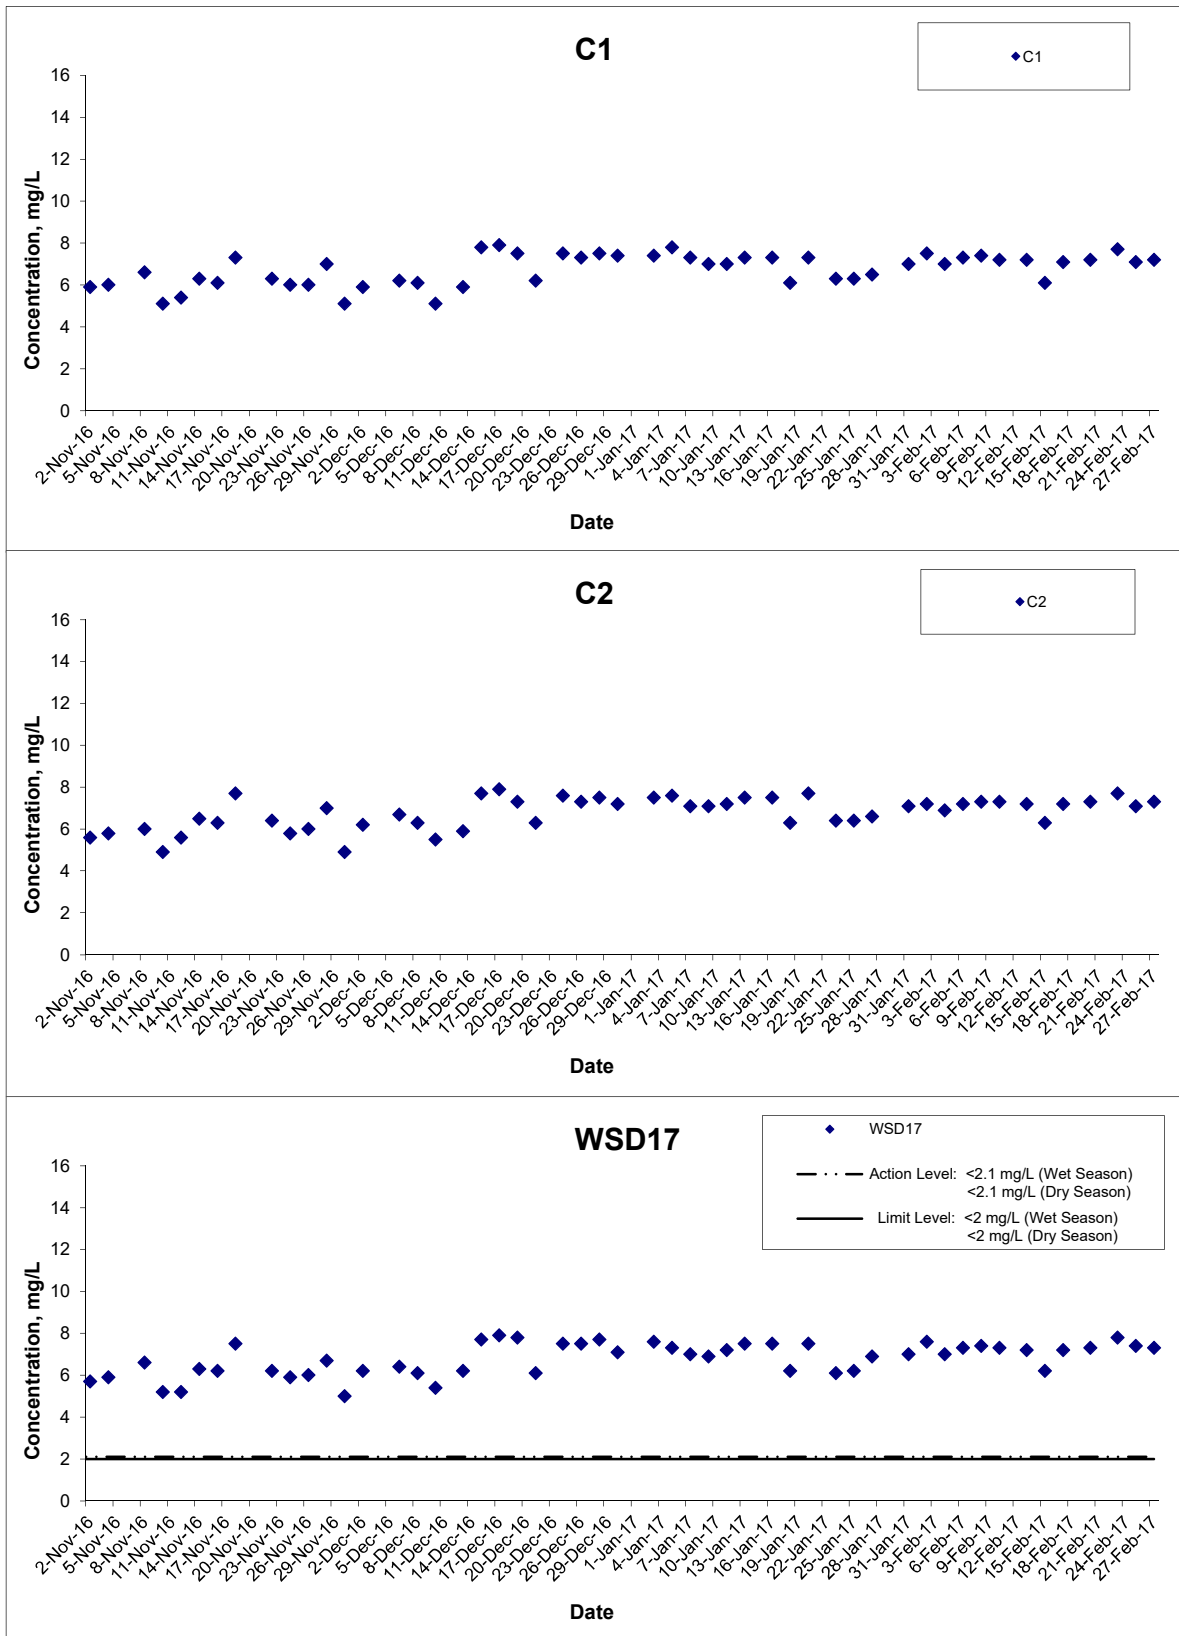 C1
C1
Concentration, mg/L
16
14
12
10
8
6
4
2
0
2-Nov-16
5-Nov-16
8-Nov-16
11-Nov-16
14-Nov-16
17-Nov-16
20-Nov-16
23-Nov-16
26-Nov-16
29-Nov-16
2-Dec-16
5-Dec-16
8-Dec-16
11-Dec-16
14-Dec-16
17-Dec-16
20-Dec-16
23-Dec-16
26-Dec-16
29-Dec-16
1-Jan-17
4-Jan-17
7-Jan-17
10-Jan-17
13-Jan-17
16-Jan-17
19-Jan-17
22-Jan-17
25-Jan-17
28-Jan-17
31-Jan-17
3-Feb-17
6-Feb-17
9-Feb-17
12-Feb-17
15-Feb-17
18-Feb-17
21-Feb-17
24-Feb-17
27-Feb-17
Date
C2
C2
Concentration, mg/L
16
14
12
10
8
6
4
2
0
2-Nov-16
5-Nov-16
8-Nov-16
11-Nov-16
14-Nov-16
17-Nov-16
20-Nov-16
23-Nov-16
26-Nov-16
29-Nov-16
2-Dec-16
5-Dec-16
8-Dec-16
11-Dec-16
14-Dec-16
17-Dec-16
20-Dec-16
23-Dec-16
26-Dec-16
29-Dec-16
1-Jan-17
4-Jan-17
7-Jan-17
10-Jan-17
13-Jan-17
16-Jan-17
19-Jan-17
22-Jan-17
25-Jan-17
28-Jan-17
31-Jan-17
3-Feb-17
6-Feb-17
9-Feb-17
12-Feb-17
15-Feb-17
18-Feb-17
21-Feb-17
24-Feb-17
27-Feb-17
Date
WSD17
WSD17
Action Level: <2.1 mg/L (Wet Season)
<2.1 mg/L (Dry Season)
Limit Level: <2 mg/L (Wet Season)
<2 mg/L (Dry Season)
Concentration, mg/L
16
14
12
10
8
6
4
2
0
2-Nov-16
5-Nov-16
8-Nov-16
11-Nov-16
14-Nov-16
17-Nov-16
20-Nov-16
23-Nov-16
26-Nov-16
29-Nov-16
2-Dec-16
5-Dec-16
8-Dec-16
11-Dec-16
14-Dec-16
17-Dec-16
20-Dec-16
23-Dec-16
26-Dec-16
29-Dec-16
1-Jan-17
4-Jan-17
7-Jan-17
10-Jan-17
13-Jan-17
16-Jan-17
19-Jan-17
22-Jan-17
25-Jan-17
28-Jan-17
31-Jan-17
3-Feb-17
6-Feb-17
9-Feb-17
12-Feb-17
15-Feb-17
18-Feb-17
21-Feb-17
24-Feb-17
27-Feb-17
Date